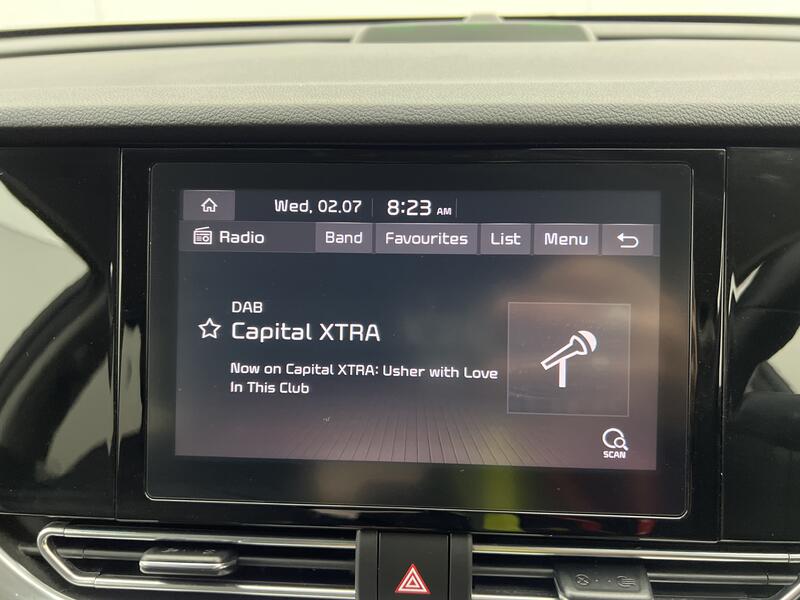 Wed, 02.07 8:23 AM
Radio Band Favourites List Menu
DAB
Capital XTRA
Now on Capital XTRA: Usher with Love
In This Club
SCAN